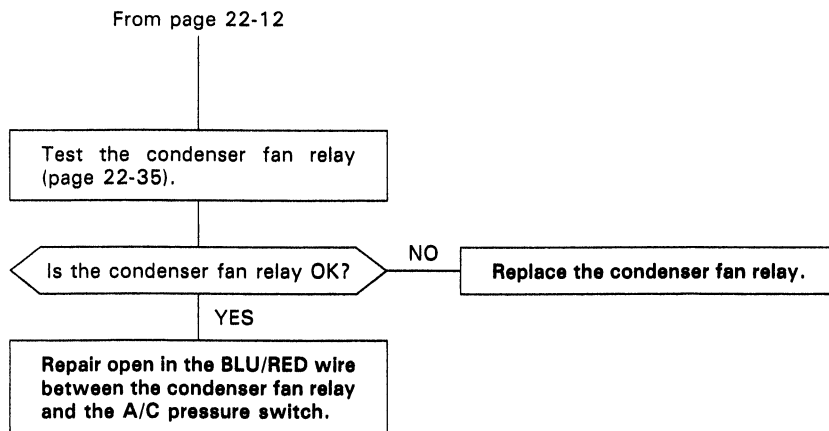 From page 22-12
Test the condenser fan relay
(page 22-35).
Is the condenser fan relay OK?
NO
Replace the condenser fan relay.
YES
Repair open in the BLU/RED wire
between the condenser fan relay
and the A/C pressure switch.